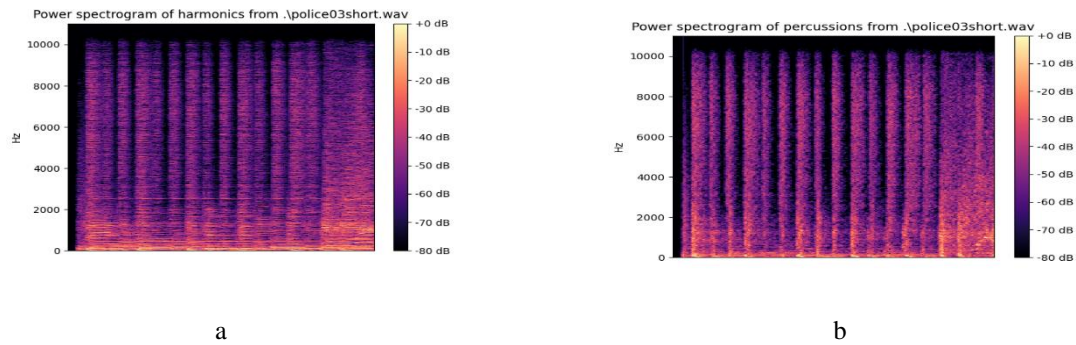 Power spectrogram of harmonics from .\police03short.wav
10000
8000
6000
4000
2000
0
Hz
+0 dB
-10 dB
-20 dB
-30 dB
-40 dB
-50 dB
-60 dB
-70 dB
-80 dB
a
Power spectrogram of percussions from .\police03short.wav
10000
8000
6000
4000
2000
0
Hz
+0 dB
-10 dB
-20 dB
-30 dB
-40 dB
-50 dB
-60 dB
-70 dB
-80 dB
b